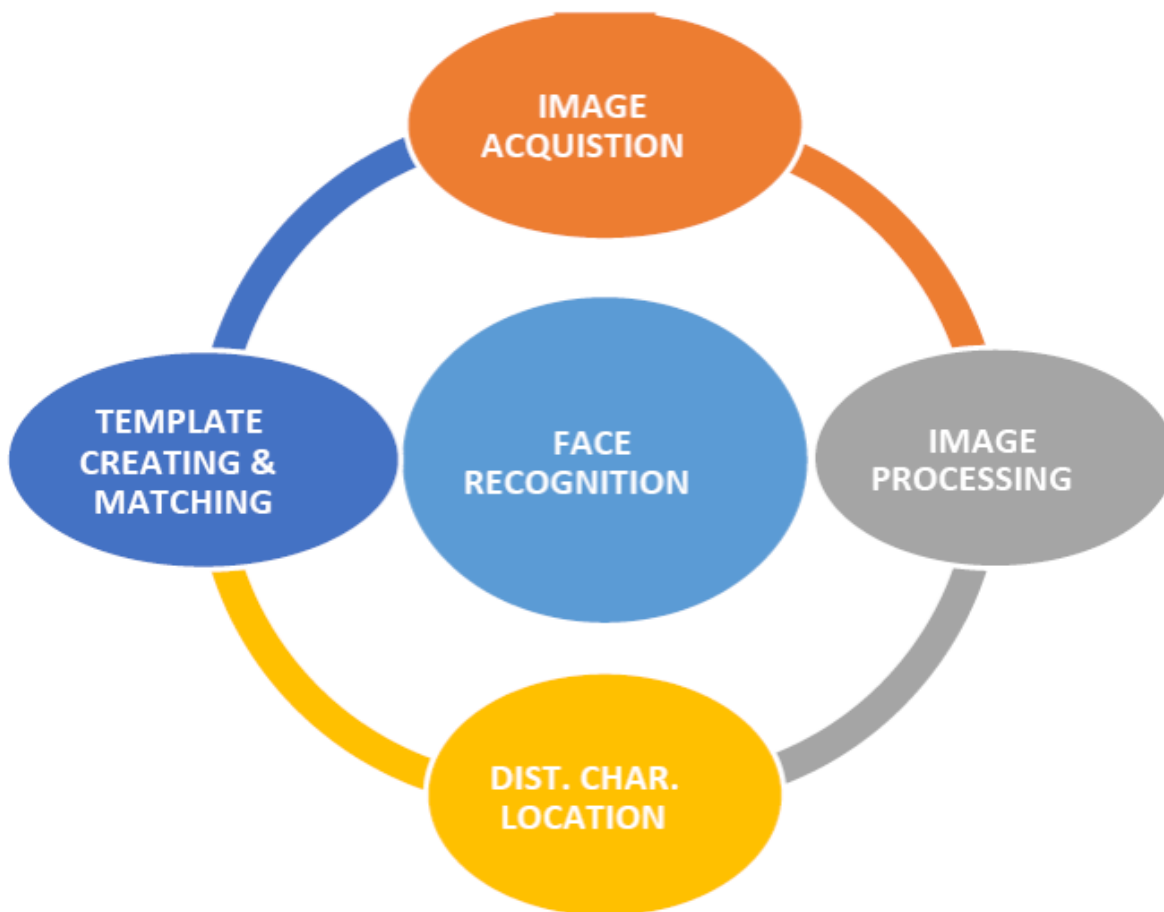 IMAGE
ACQUISTION
TEMPLATE
CREATING &
MATCHING
FACE
RECOGNITION
IMAGE
PROCESSING
DIST. CHAR.
LOCATION